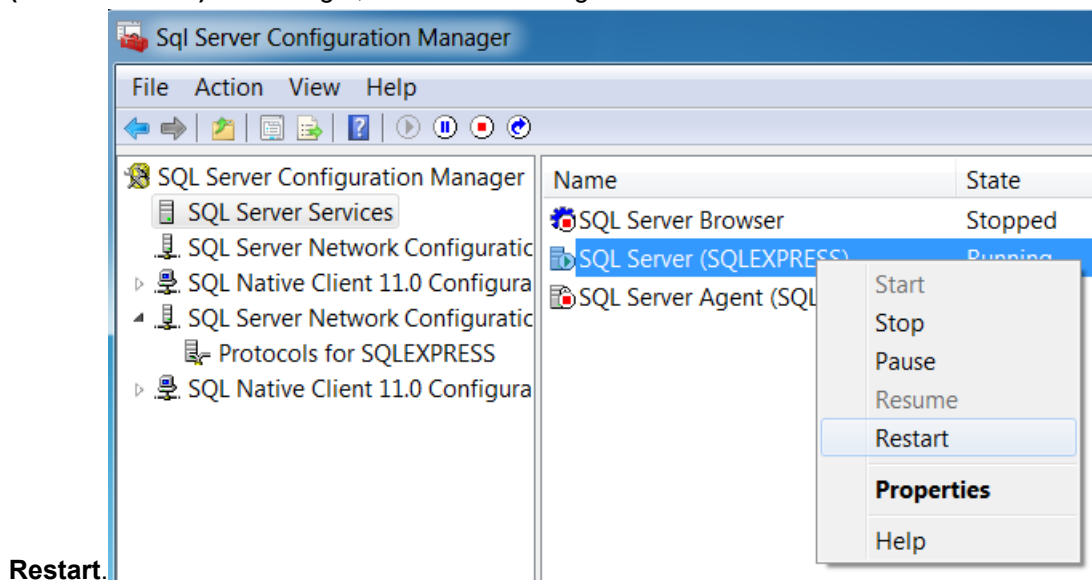 Sql Server Configuration Manager
File Action View Help
SQL Server Configuration Manager
SQL Server Services
SQL Server Network Configuratic
SQL Native Client 11.0 Configura
SQL Server Network Configuratic
Protocols for SQLEXPRESS
SQL Native Client 11.0 Configura
Name State
SQL Server Browser Stopped
SQL Server (SQLEXPRESS) Running
SQL Server Agent (SQL
Start
Stop
Pause
Resume
Restart
Properties
Help
Restart.